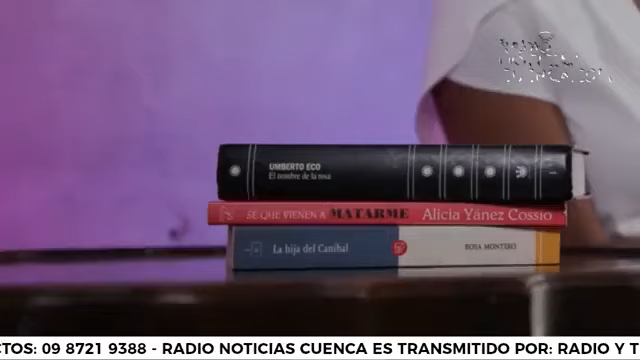 UMBERTO ECO
El nombre de la rosa
SÉ QUE VIENEN A MATARME Alicia Yánez Cossío
La hija del Caníbal ROSA MONTERO
CTOS: 09 8721 9388 - RADIO NOTICIAS CUENCA ES TRANSMITIDO POR: RADIO Y T